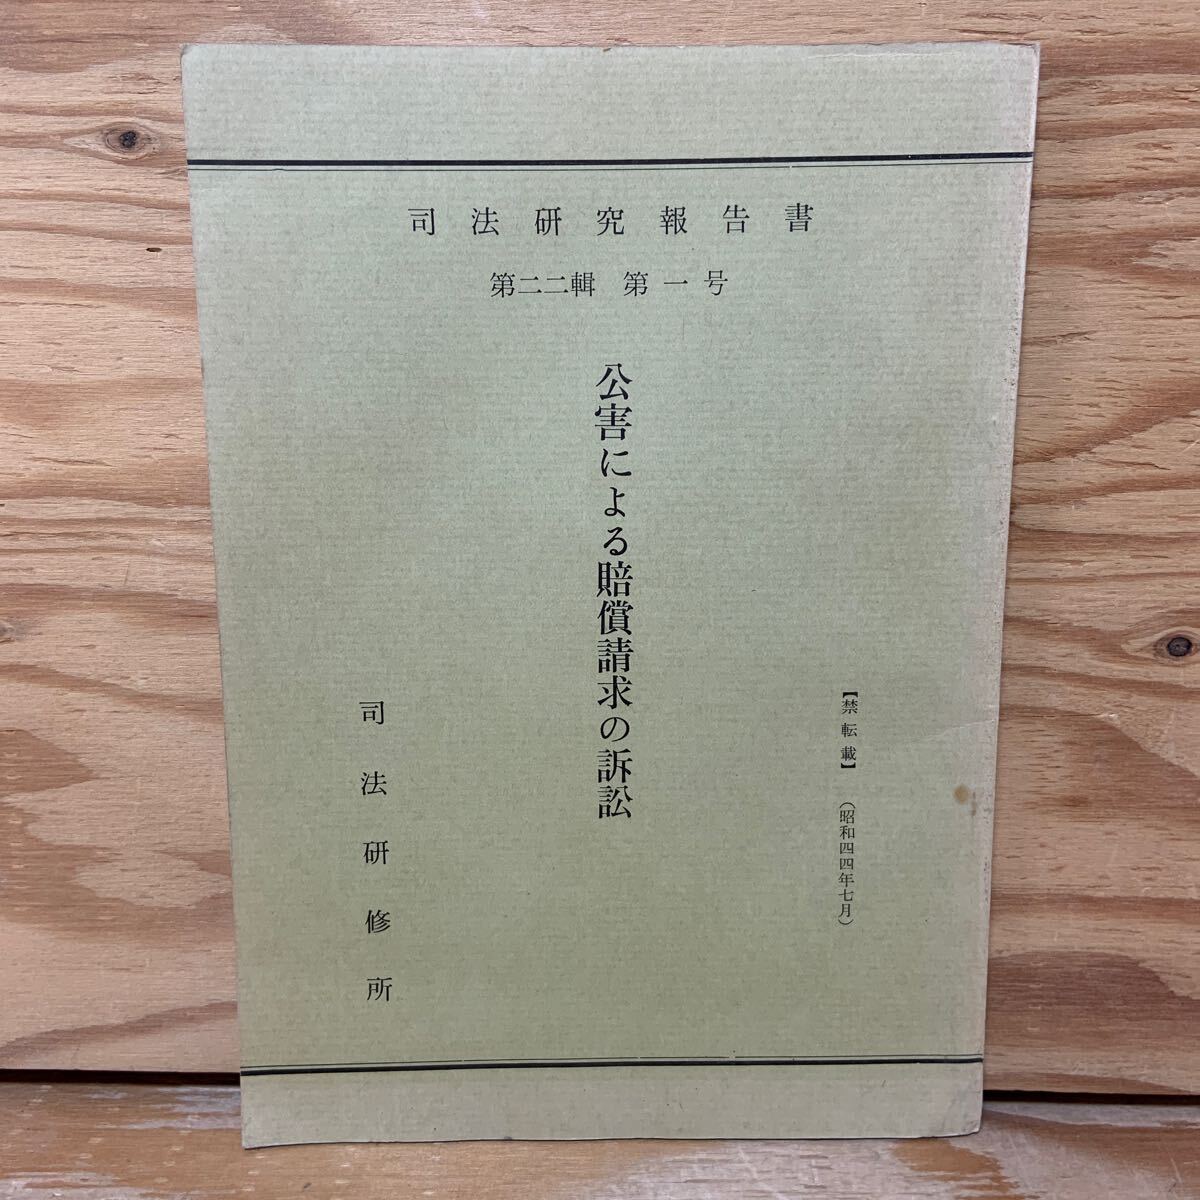 司法研究報告書
第二二輯 第一号
【禁転載】 (昭和四四年七月)
公害による賠償請求の訴訟
司法研修所